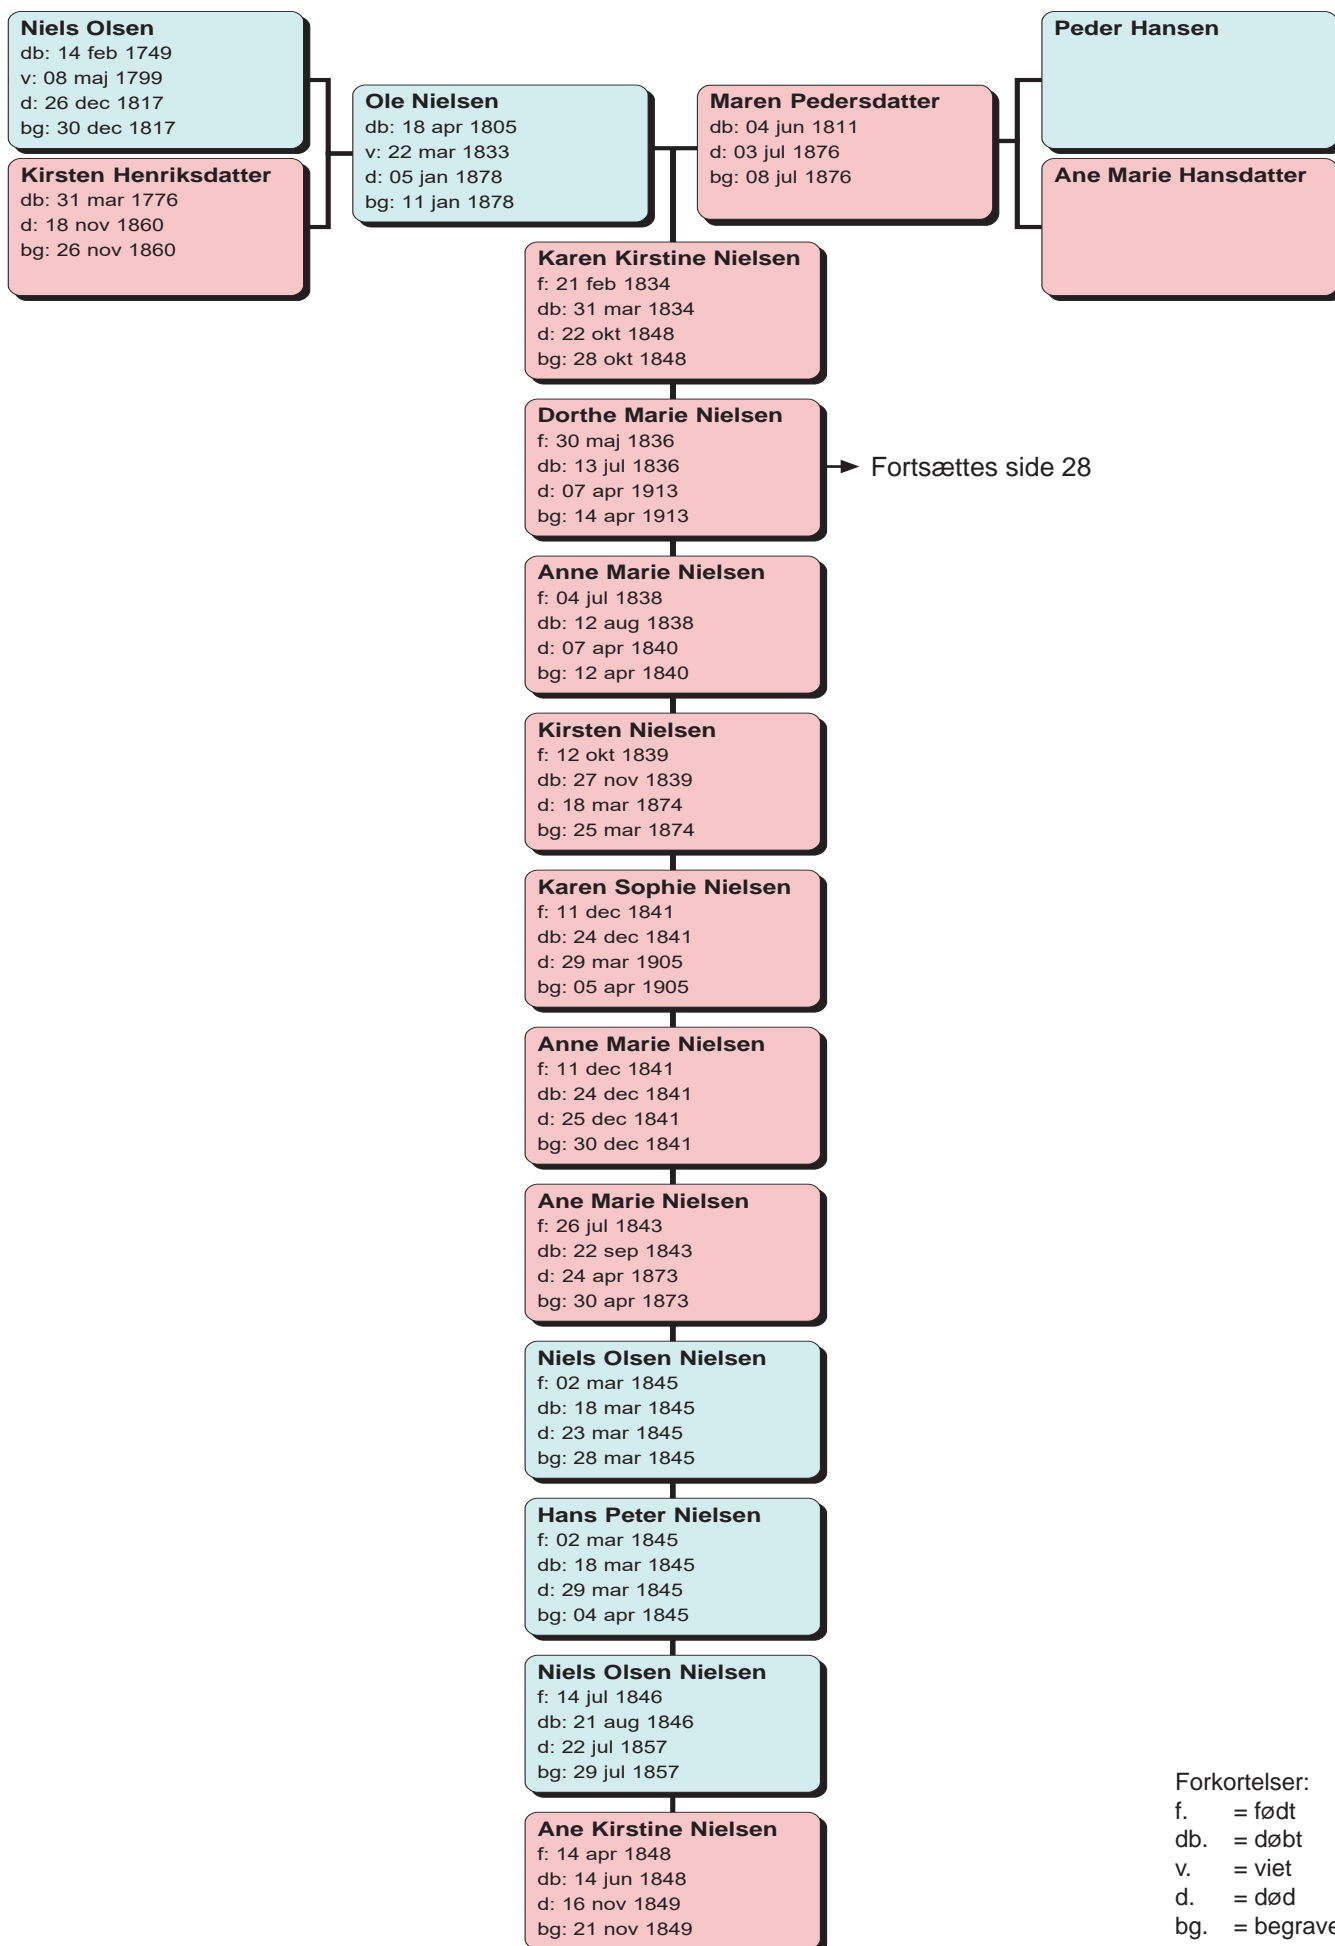 Niels Olsen
db: 14 feb 1749
v: 08 maj 1799
d: 26 dec 1817
bg: 30 dec 1817
Kirsten Henriksdatter
db: 31 mar 1776
d: 18 nov 1860
bg: 26 nov 1860
Ole Nielsen
db: 18 apr 1805
v: 22 mar 1833
d: 05 jan 1878
bg: 11 jan 1878
Maren Pedersdatter
db: 04 jun 1811
d: 03 jul 1876
bg: 08 jul 1876
Peder Hansen
Ane Marie Hansdatter
Karen Kirstine Nielsen
f: 21 feb 1834
db: 31 mar 1834
d: 22 okt 1848
bg: 28 okt 1848
Dorthe Marie Nielsen
f: 30 maj 1836
db: 13 jul 1836
d: 07 apr 1913
bg: 14 apr 1913
Fortsættes side 28
Anne Marie Nielsen
f: 04 jul 1838
db: 12 aug 1838
d: 07 apr 1840
bg: 12 apr 1840
Kirsten Nielsen
f: 12 okt 1839
db: 27 nov 1839
d: 18 mar 1874
bg: 25 mar 1874
Karen Sophie Nielsen
f: 11 dec 1841
db: 24 dec 1841
d: 29 mar 1905
bg: 05 apr 1905
Anne Marie Nielsen
f: 11 dec 1841
db: 24 dec 1841
d: 25 dec 1841
bg: 30 dec 1841
Ane Marie Nielsen
f: 26 jul 1843
db: 22 sep 1843
d: 24 apr 1873
bg: 30 apr 1873
Niels Olsen Nielsen
f: 02 mar 1845
db: 18 mar 1845
d: 23 mar 1845
bg: 28 mar 1845
Hans Peter Nielsen
f: 02 mar 1845
db: 18 mar 1845
d: 29 mar 1845
bg: 04 apr 1845
Niels Olsen Nielsen
f: 14 jul 1846
db: 21 aug 1846
d: 22 jul 1857
bg: 29 jul 1857
Ane Kirstine Nielsen
f: 14 apr 1848
db: 14 jun 1848
d: 16 nov 1849
bg: 21 nov 1849
Forkortelser:
f. = født
db. = døbt
v. = viet
d. = død
bg. = begrave